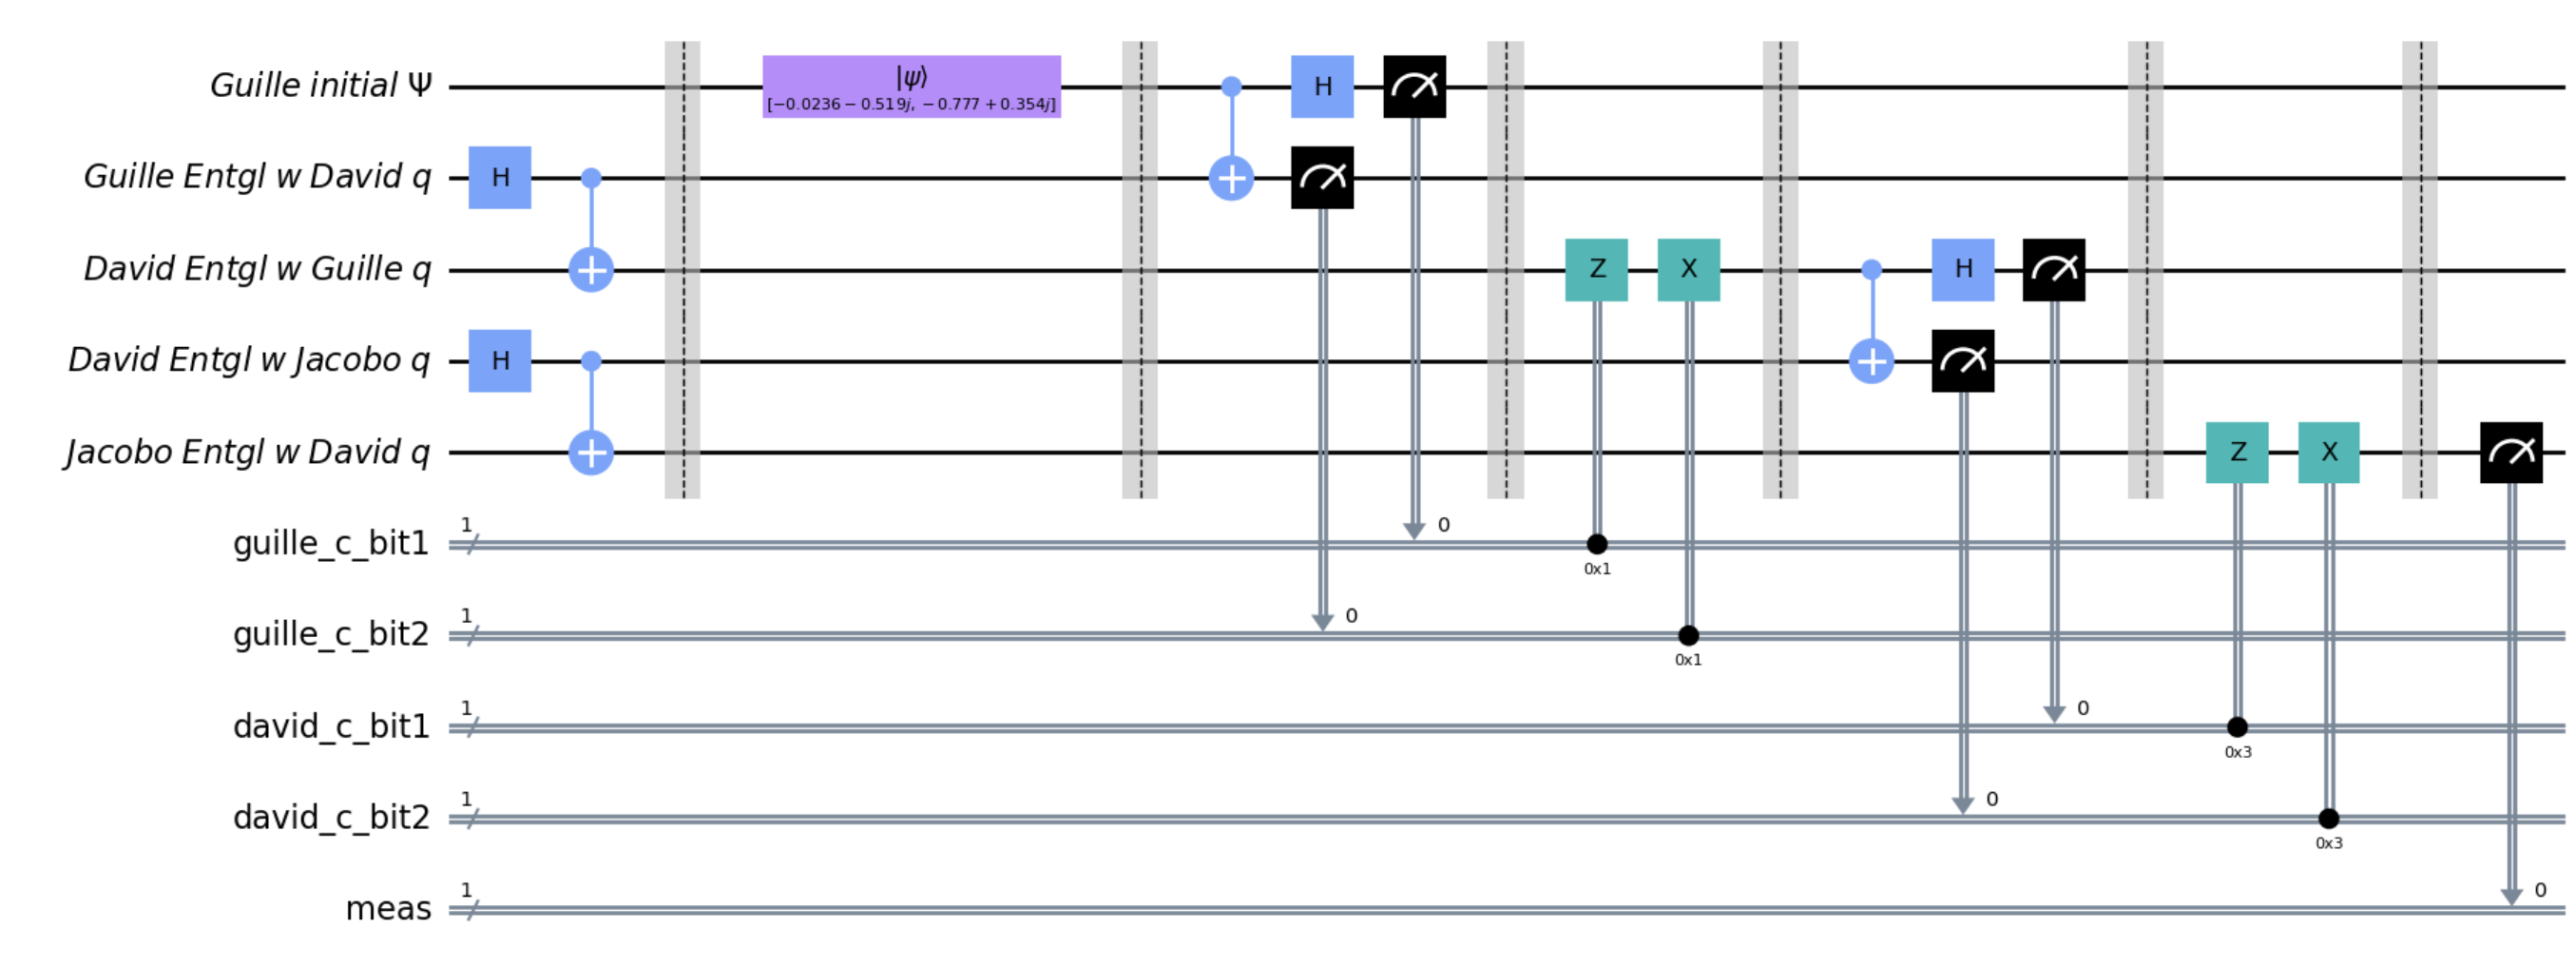 Guille initial Ψ
|ψ⟩
[−0.0236 − 0.519j, −0.777 + 0.354j]
H
Guille Entgl w David q
H
David Entgl w Guille q
Z X
H
David Entgl w Jacobo q
H
Jacobo Entgl w David q
Z X
guille_c_bit1
1
0
0x1
guille_c_bit2
1
0
0x1
david_c_bit1
1
0
0x3
david_c_bit2
1
0
0x3
meas
1
0